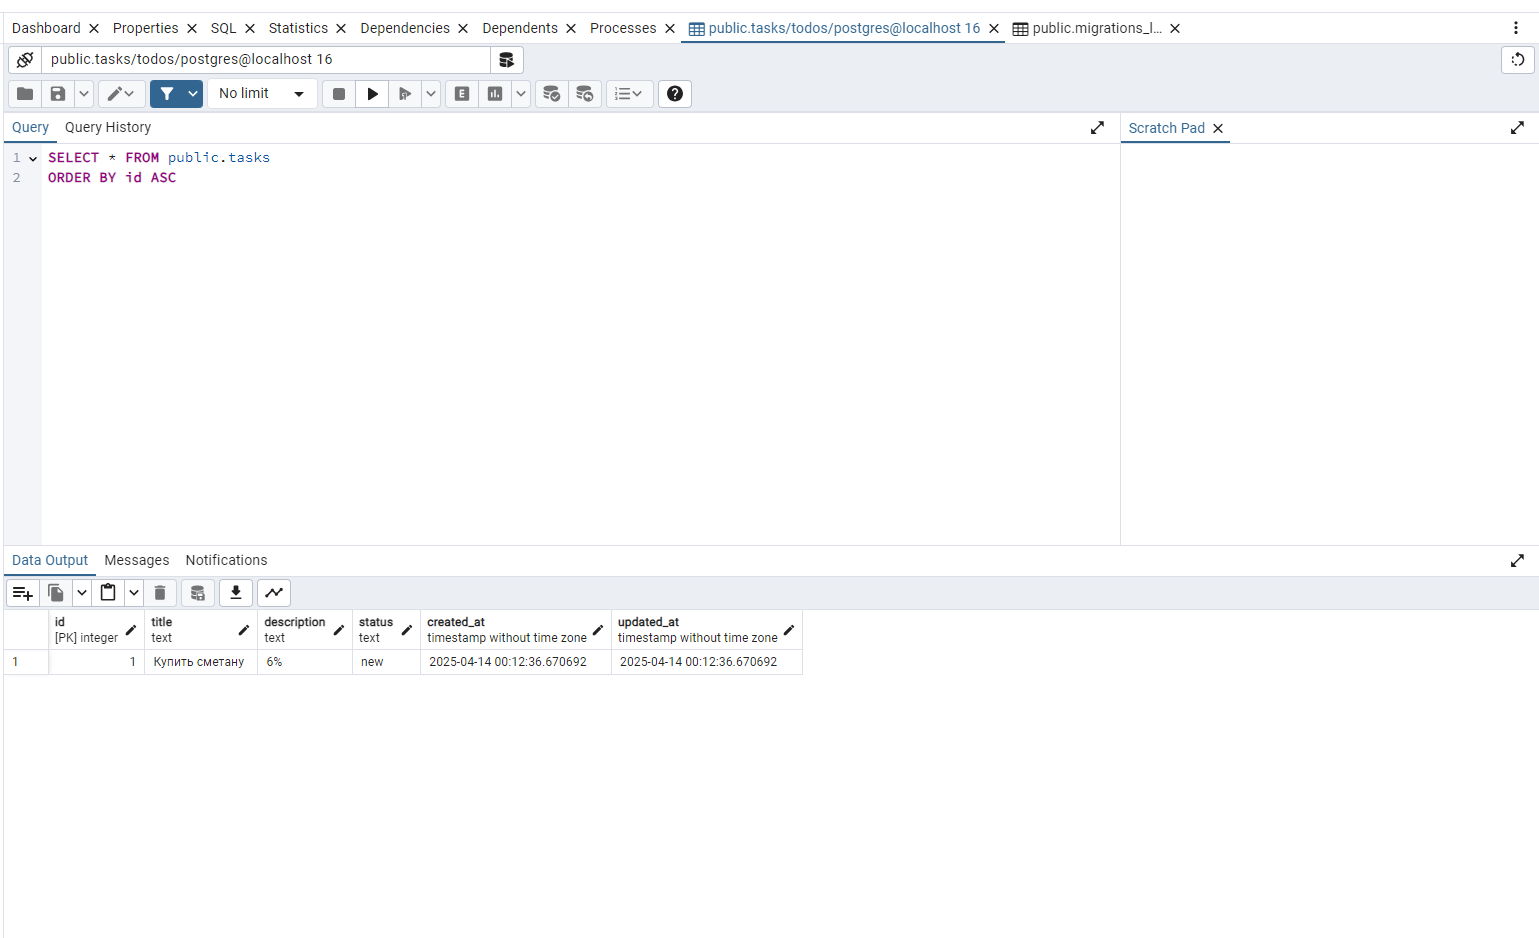 Dashboard Properties SQL Statistics Dependencies Dependents Processes public.tasks/todos/postgres@localhost 16 public.migrations_l...
public.tasks/todos/postgres@localhost 16
No limit E ?
Query Query History Scratch Pad
1 SELECT * FROM public.tasks
2 ORDER BY id ASC
Data Output Messages Notifications
id title description status created_at updated_at
[PK] integer text text text timestamp without time zone timestamp without time zone
1 1 Купить сметану 6% new 2025-04-14 00:12:36.670692 2025-04-14 00:12:36.670692